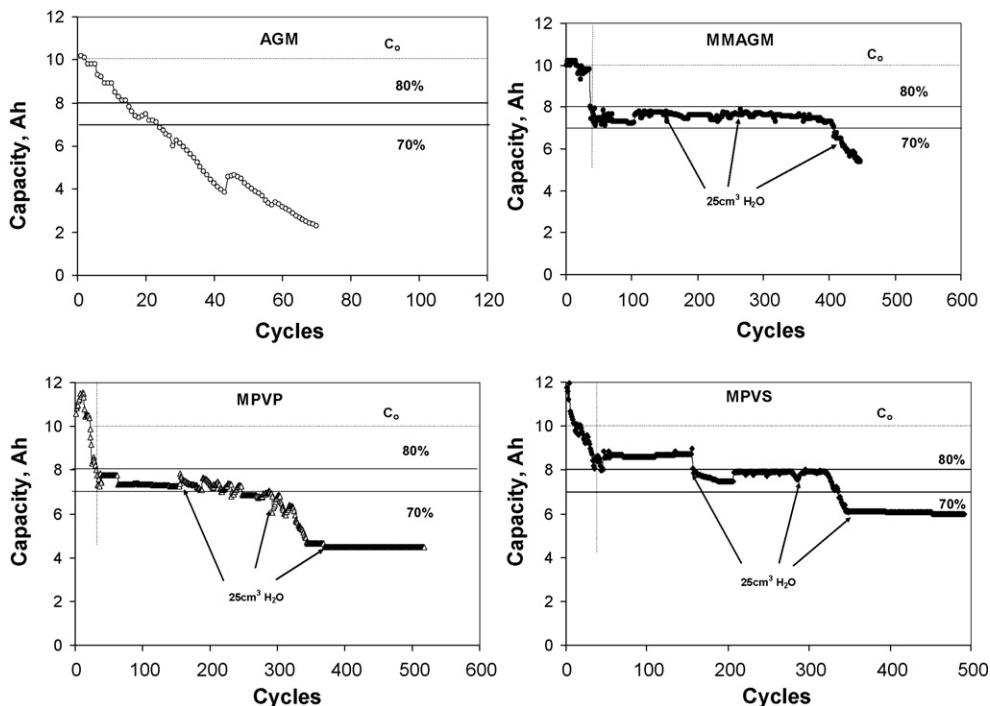 AGM
C₀
80%
70%
Capacity, Ah
12
10
8
6
4
2
0
0 20 40 60 80 100 120
Cycles
MMAGM
C₀
80%
70%
25cm³ H₂O
Capacity, Ah
12
10
8
6
4
2
0
0 100 200 300 400 500 600
Cycles
MPVP
C₀
80%
70%
25cm³ H₂O
Capacity, Ah
12
10
8
6
4
2
0
0 100 200 300 400 500 600
Cycles
MPVS
C₀
80%
70%
25cm³ H₂O
Capacity, Ah
12
10
8
6
4
2
0
0 100 200 300 400 500
Cycles